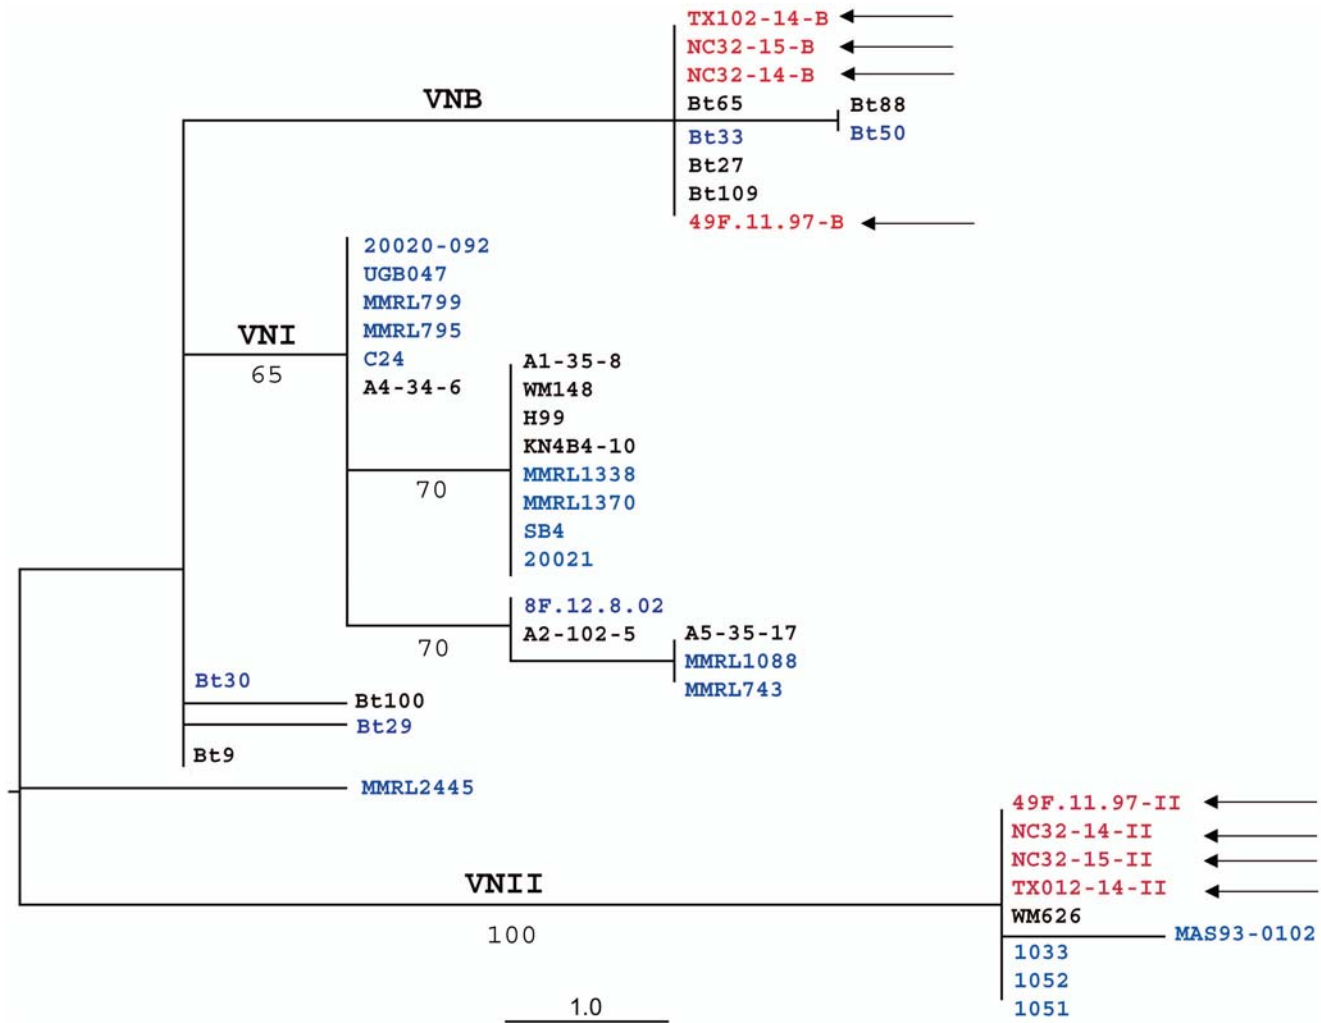 TX102-14-B
NC32-15-B
NC32-14-B
VNB
Bt65
Bt88
Bt33
Bt50
Bt27
Bt109
49F.11.97-B
20020-092
UGB047
MMRL799
MMRL795
VNI
C24
65
A4-34-6
A1-35-8
WM148
H99
KN4B4-10
MMRL1338
70
MMRL1370
SB4
20021
8F.12.8.02
A2-102-5
70
A5-35-17
MMRL1088
MMRL743
Bt30
Bt100
Bt29
Bt9
MMRL2445
49F.11.97-II
NC32-14-II
NC32-15-II
TX012-14-II
VNII
100
WM626
MAS93-0102
1033
1052
1051
1.0